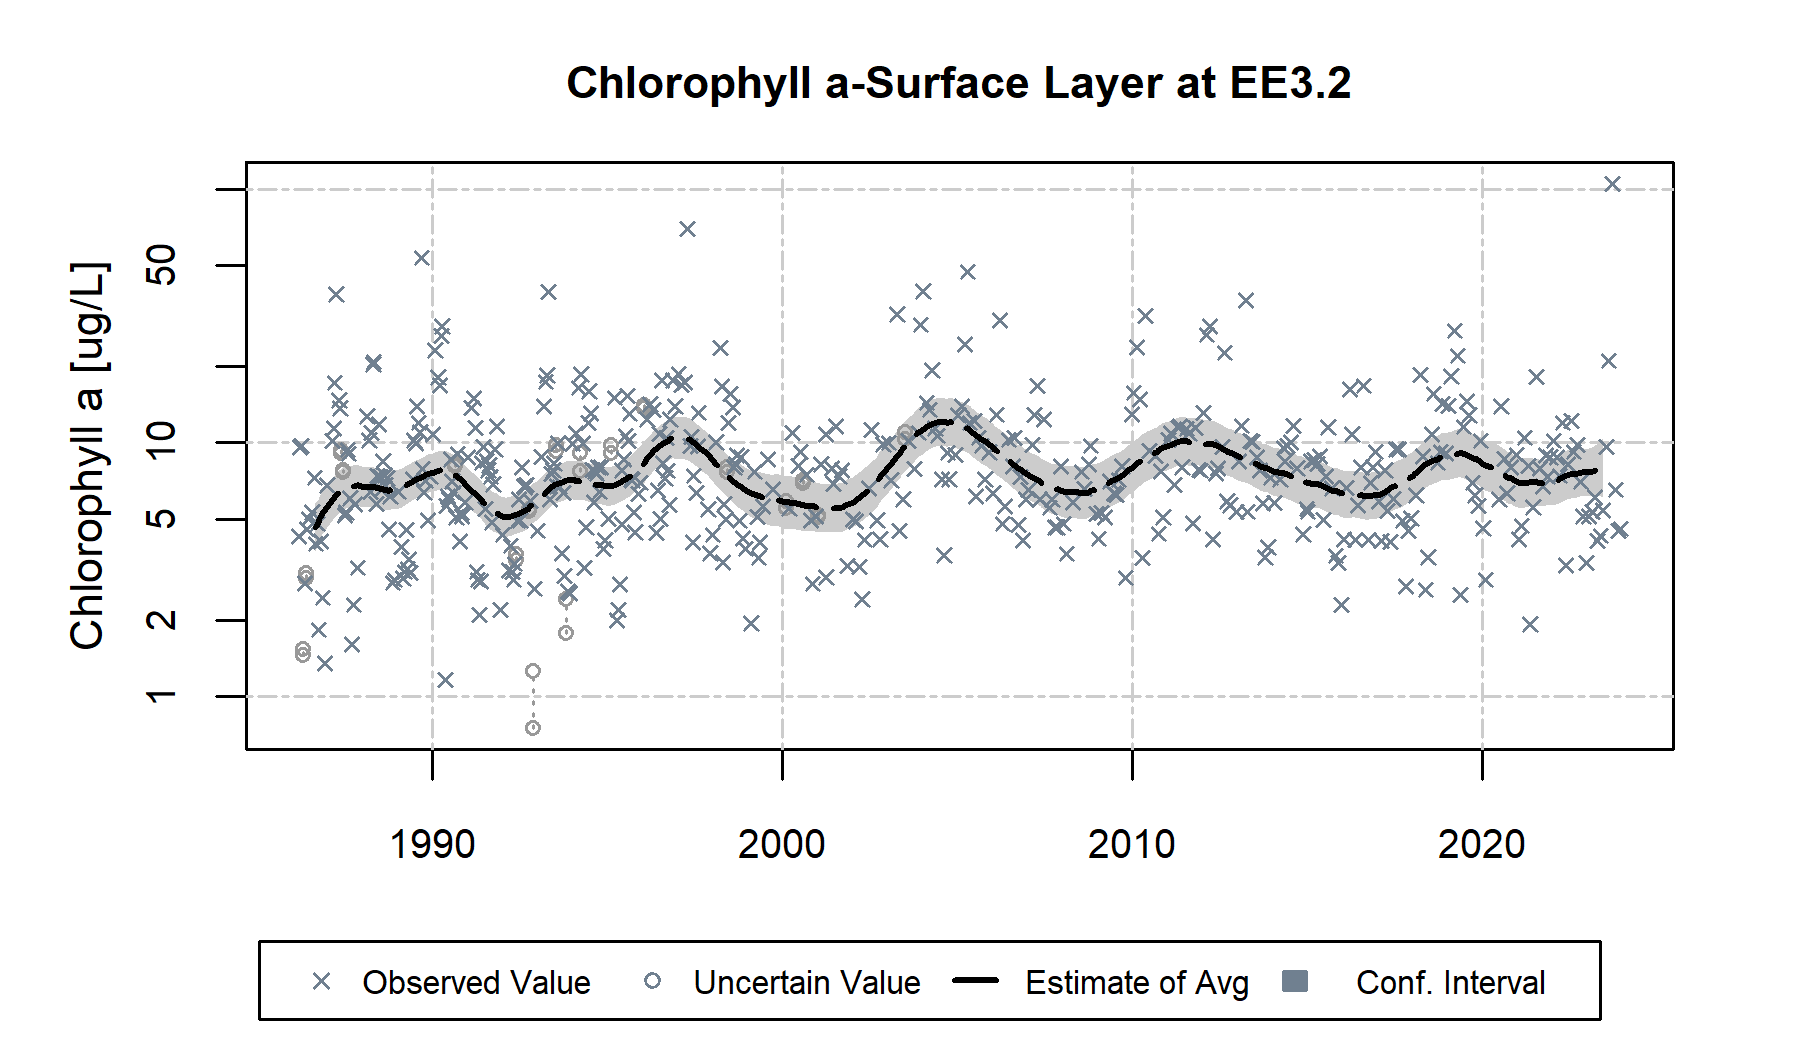 Chlorophyll a-Surface Layer at EE3.2
Chlorophyll a [ug/L]
50
10
5
2
1
1990 2000 2010 2020
Observed Value Uncertain Value Estimate of Avg Conf. Interval